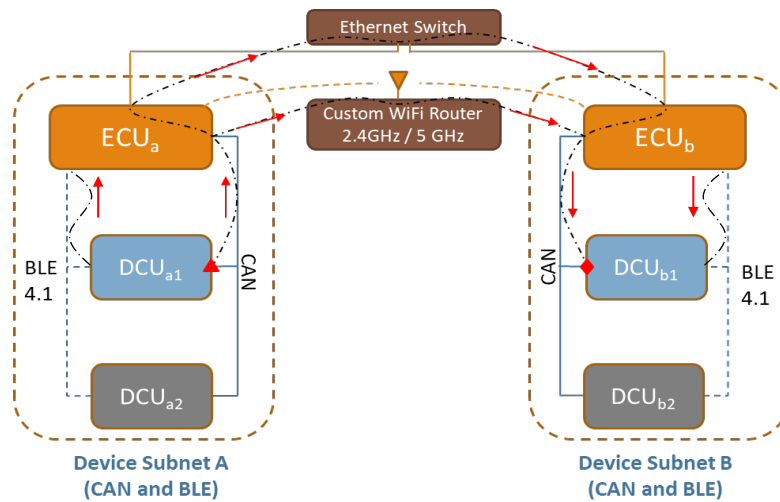 Ethernet Switch
Custom WiFi Router
2.4GHz / 5 GHz
ECUa
DCUa1
DCUa2
BLE
4.1
CAN
Device Subnet A
(CAN and BLE)
ECUb
DCUb1
DCUb2
CAN
BLE
4.1
Device Subnet B
(CAN and BLE)